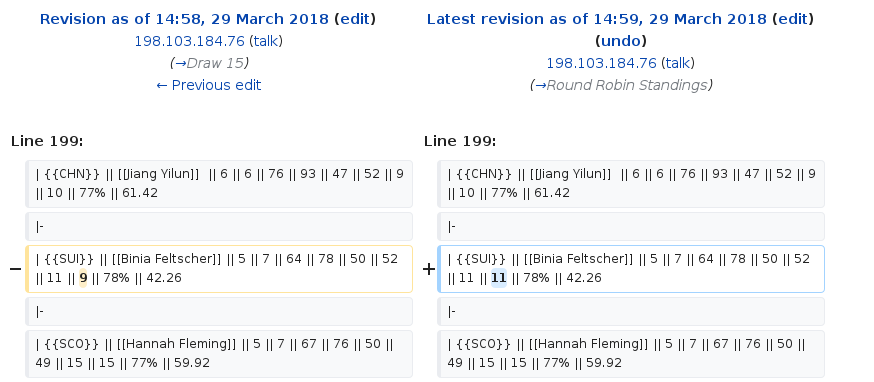 Revision as of 14:58, 29 March 2018 (edit)
198.103.184.76 (talk)
(→Draw 15)
← Previous edit
Latest revision as of 14:59, 29 March 2018 (edit)
(undo)
198.103.184.76 (talk)
(→Round Robin Standings)
Line 199:
Line 199:
| {{CHN}} || [[Jiang Yilun]] || 6 || 6 || 76 || 93 || 47 || 52 || 9
|| 10 || 77% || 61.42
| {{CHN}} || [[Jiang Yilun]] || 6 || 6 || 76 || 93 || 47 || 52 || 9
|| 10 || 77% || 61.42
|-
|-
− | {{SUI}} || [[Binia Feltscher]] || 5 || 7 || 64 || 78 || 50 || 52
|| 11 || 9 || 78% || 42.26
+ | {{SUI}} || [[Binia Feltscher]] || 5 || 7 || 64 || 78 || 50 || 52
|| 11 || 11 || 78% || 42.26
|-
|-
| {{SCO}} || [[Hannah Fleming]] || 5 || 7 || 67 || 76 || 50 ||
49 || 15 || 15 || 77% || 59.92
| {{SCO}} || [[Hannah Fleming]] || 5 || 7 || 67 || 76 || 50 ||
49 || 15 || 15 || 77% || 59.92